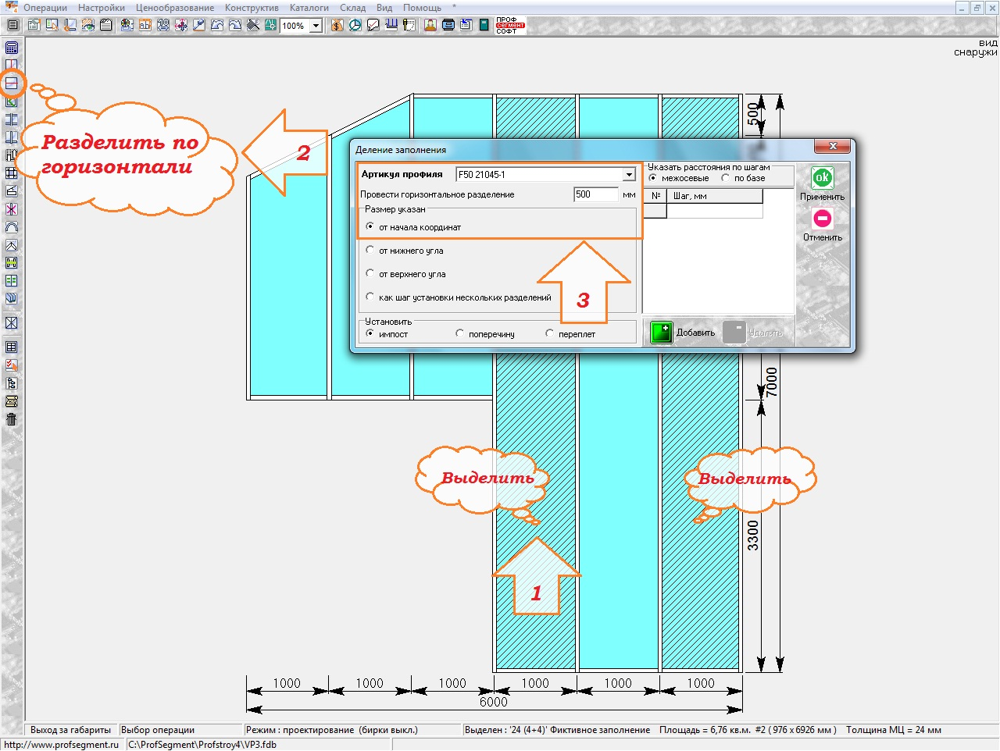 Операции Настройки Ценообразование Конструктив Каталоги Склад Вид Помощь *
100%
ПРОФ
сегмент
СОФТ
вид
снаружи
Разделить по
горизонтали
2
500
Деление заполнения
Артикул профиля F50 21045-1
Провести горизонтальное разделение 500 мм
Размер указан
от начала координат
от нижнего угла
от верхнего угла
как шаг установки нескольких разделений
Установить
импост поперечину переплет
Указать расстояния по шагам
межосевые по базе
№ Шаг, мм
ok
Применить
Отменить
Добавить Удалить
3
7000
Выделить
Выделить
3300
1
1000 1000 1000 1000 1000 1000
6000
Выход за габариты Выбор операции Режим : проектирование (бирки выкл.) Выделен : '24 (4+4)' Фиктивное заполнение Площадь = 6,76 кв.м. #2 ( 976 x 6926 мм ) Толщина МЦ = 24 мм
http://www.profsegment.ru C:\ProfSegment\Profstroy4\VP3.fdb